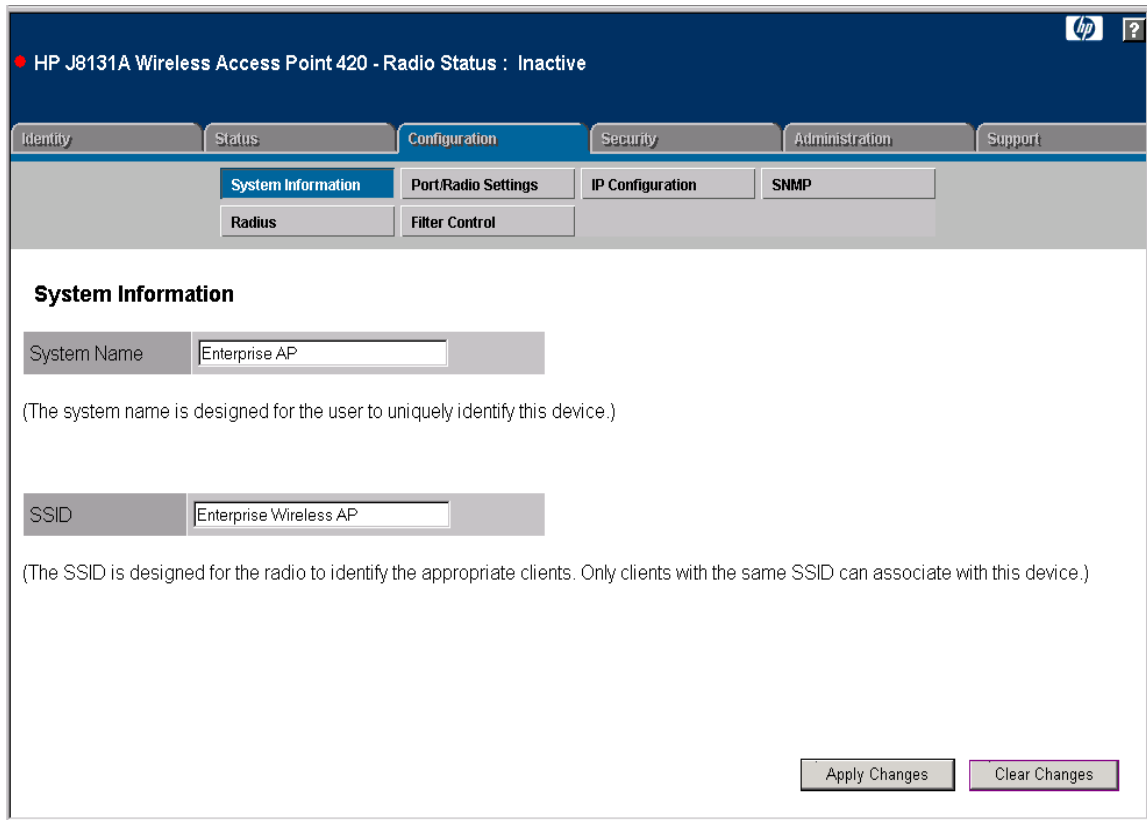 hp ?
HP J8131A Wireless Access Point 420 - Radio Status : Inactive
Identity Status Configuration Security Administration Support
System Information Port/Radio Settings IP Configuration SNMP
Radius Filter Control
System Information
System Name Enterprise AP
(The system name is designed for the user to uniquely identify this device.)
SSID Enterprise Wireless AP
(The SSID is designed for the radio to identify the appropriate clients. Only clients with the same SSID can associate with this device.)
Apply Changes Clear Changes